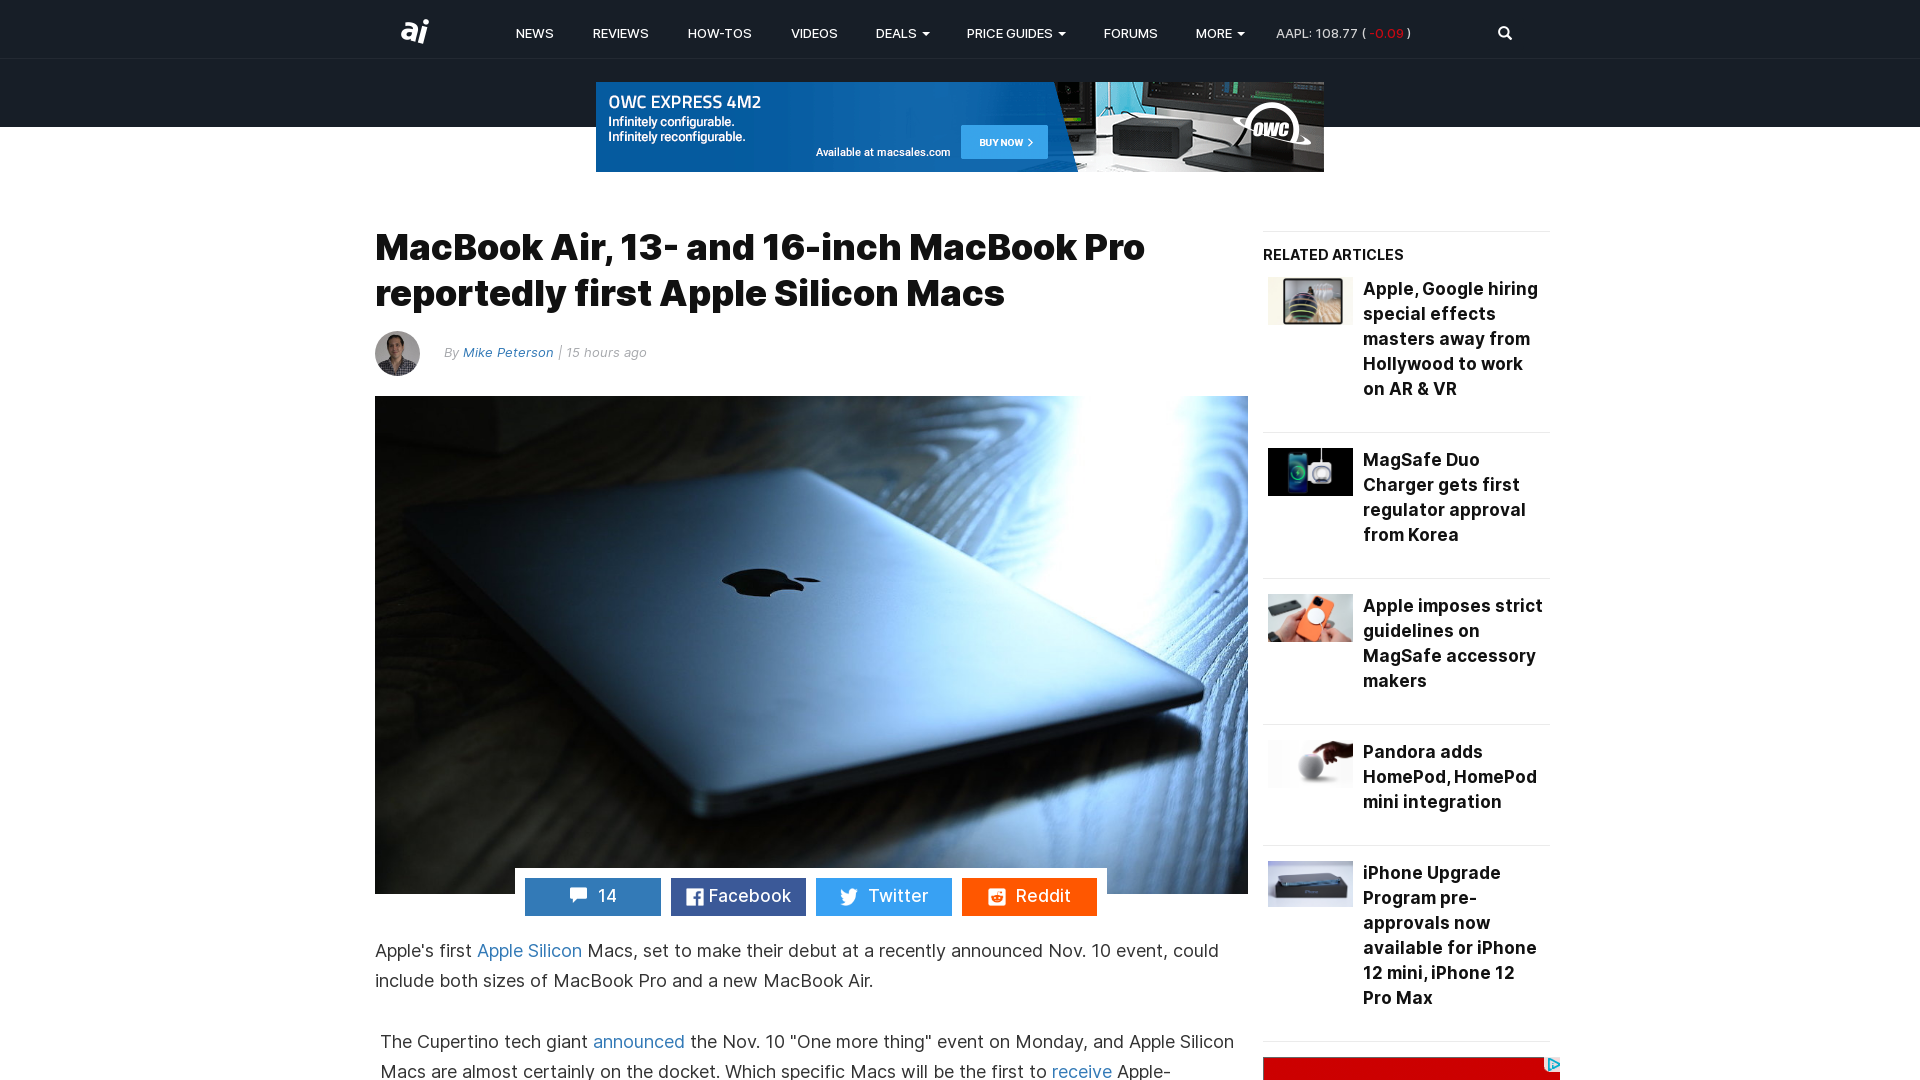 ai
NEWS
REVIEWS
HOW-TOS
VIDEOS
DEALS
PRICE GUIDES
FORUMS
MORE
AAPL: 108.77 ( -0.09 )
OWC EXPRESS 4M2
Infinitely configurable.
Infinitely reconfigurable.
Available at macsales.com
BUY NOW
OWC
MacBook Air, 13- and 16-inch MacBook Pro
reportedly first Apple Silicon Macs
By Mike Peterson | 15 hours ago
14
Facebook
Twitter
Reddit
Apple's first Apple Silicon Macs, set to make their debut at a recently announced Nov. 10 event, could
include both sizes of MacBook Pro and a new MacBook Air.
The Cupertino tech giant announced the Nov. 10 "One more thing" event on Monday, and Apple Silicon
Macs are almost certainly on the docket. Which specific Macs will be the first to receive Apple-
RELATED ARTICLES
Apple, Google hiring
special effects
masters away from
Hollywood to work
on AR & VR
MagSafe Duo
Charger gets first
regulator approval
from Korea
Apple imposes strict
guidelines on
MagSafe accessory
makers
Pandora adds
HomePod, HomePod
mini integration
iPhone Upgrade
Program pre-
approvals now
available for iPhone
12 mini, iPhone 12
Pro Max